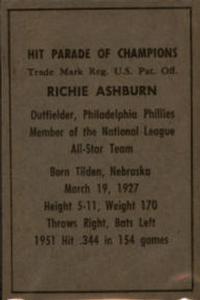 HIT PARADE OF CHAMPIONS
Trade Mark Reg. U.S. Pat. Off.
RICHIE ASHBURN
Outfielder, Philadelphia Phillies
Member of the National League
All-Star Team
Born Tilden, Nebraska
March 19, 1927
Height 5-11, Weight 170
Throws Right, Bats Left
1951 Hit .344 in 154 games